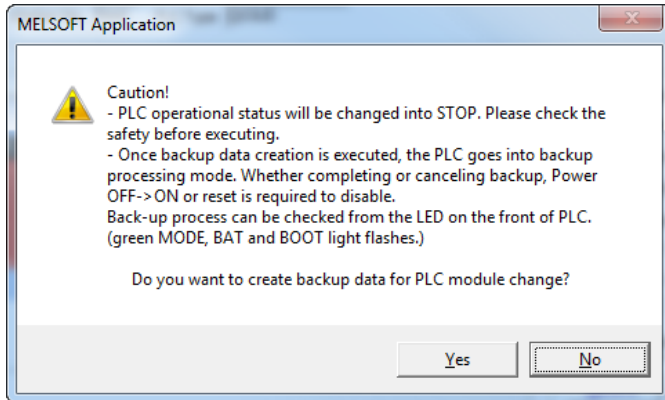 MELSOFT Application
Caution!
- PLC operational status will be changed into STOP. Please check the
safety before executing.
- Once backup data creation is executed, the PLC goes into backup
processing mode. Whether completing or canceling backup, Power
OFF->ON or reset is required to disable.
Back-up process can be checked from the LED on the front of PLC.
(green MODE, BAT and BOOT light flashes.)
Do you want to create backup data for PLC module change?
Yes
No